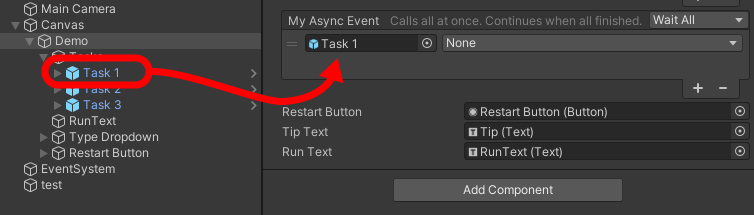 Main Camera
Canvas
Demo
Tasks
Task 1
Task 2
Task 3
RunText
Type Dropdown
Restart Button
EventSystem
test
My Async Event Calls all at once. Continues when all finished. Wait All
Task 1 None
+ −
Restart Button Restart Button (Button)
Tip Text Tip (Text)
Run Text RunText (Text)
Add Component